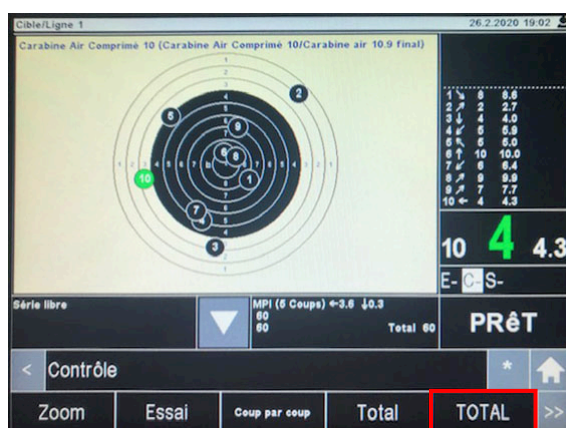 Cible/Ligne 1
26.2.2020 19:02
Carabine Air Comprimé 10 (Carabine Air Comprimé 10/Carabine air 10.9 final)
1 ↘ 8 8.6
2 ↗ 2 2.7
3 ↓ 4 4.0
4 ↙ 5 5.9
5 ↖ 5 5.0
6 ↑ 10 10.0
7 ↙ 6 6.4
8 ↗ 9 9.9
9 ↗ 7 7.7
10 ← 4 4.3
10 4 4.3
E- C- S-
Série libre
MPI (5 Coups) ←3.6 ↓0.3
60
60
Total 60
PRêT
< Contrôle *
Zoom Essai Coup par coup Total TOTAL >>